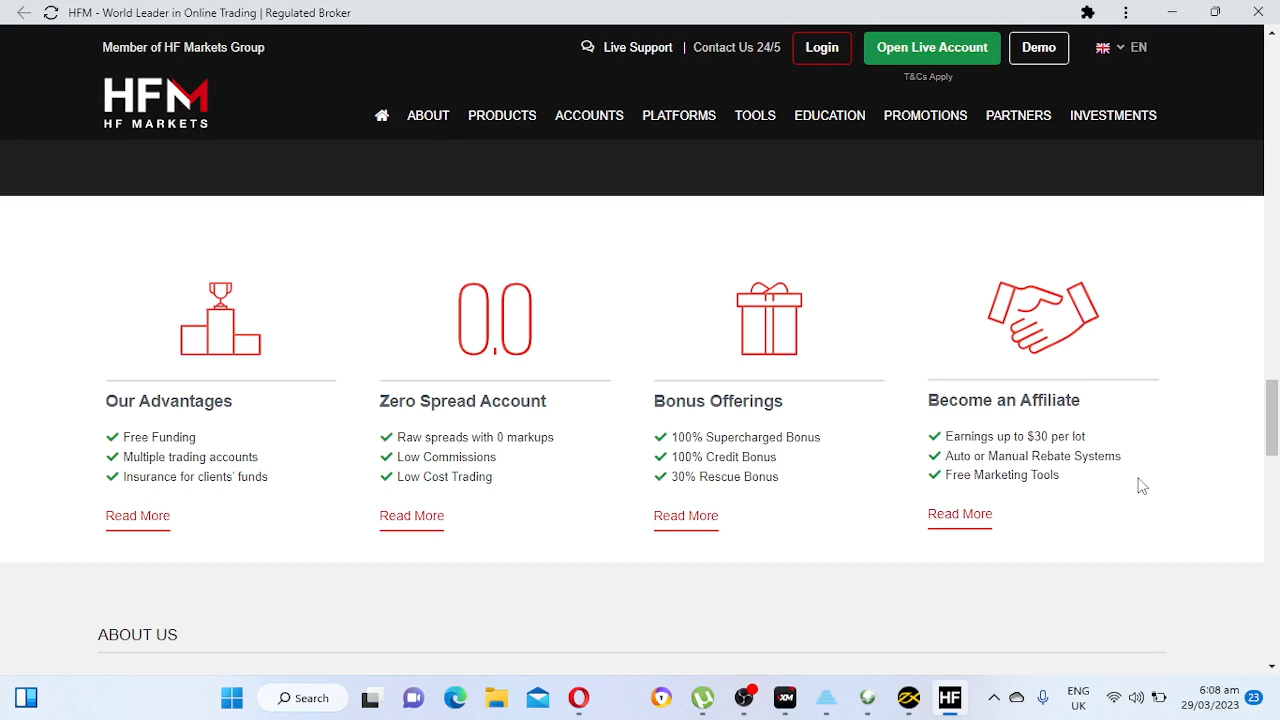 HFM - World Leader in Online Trading | Regulated Broker
Member of HF Markets Group
Live Support | Contact Us 24/5
Login
Open Live Account
Demo
EN
T&Cs Apply
HFM
HF MARKETS
ABOUT PRODUCTS ACCOUNTS PLATFORMS TOOLS EDUCATION PROMOTIONS PARTNERS INVESTMENTS
0.0
Our Advantages
Free Funding
Multiple trading accounts
Insurance for clients' funds
Read More
Zero Spread Account
Raw spreads with 0 markups
Low Commissions
Low Cost Trading
Read More
Bonus Offerings
100% Supercharged Bonus
100% Credit Bonus
30% Rescue Bonus
Read More
Become an Affiliate
Earnings up to $30 per lot
Auto or Manual Rebate Systems
Free Marketing Tools
Read More
ABOUT US
Search
XM
HF
ENG
UK
6:08 am
29/03/2023
23